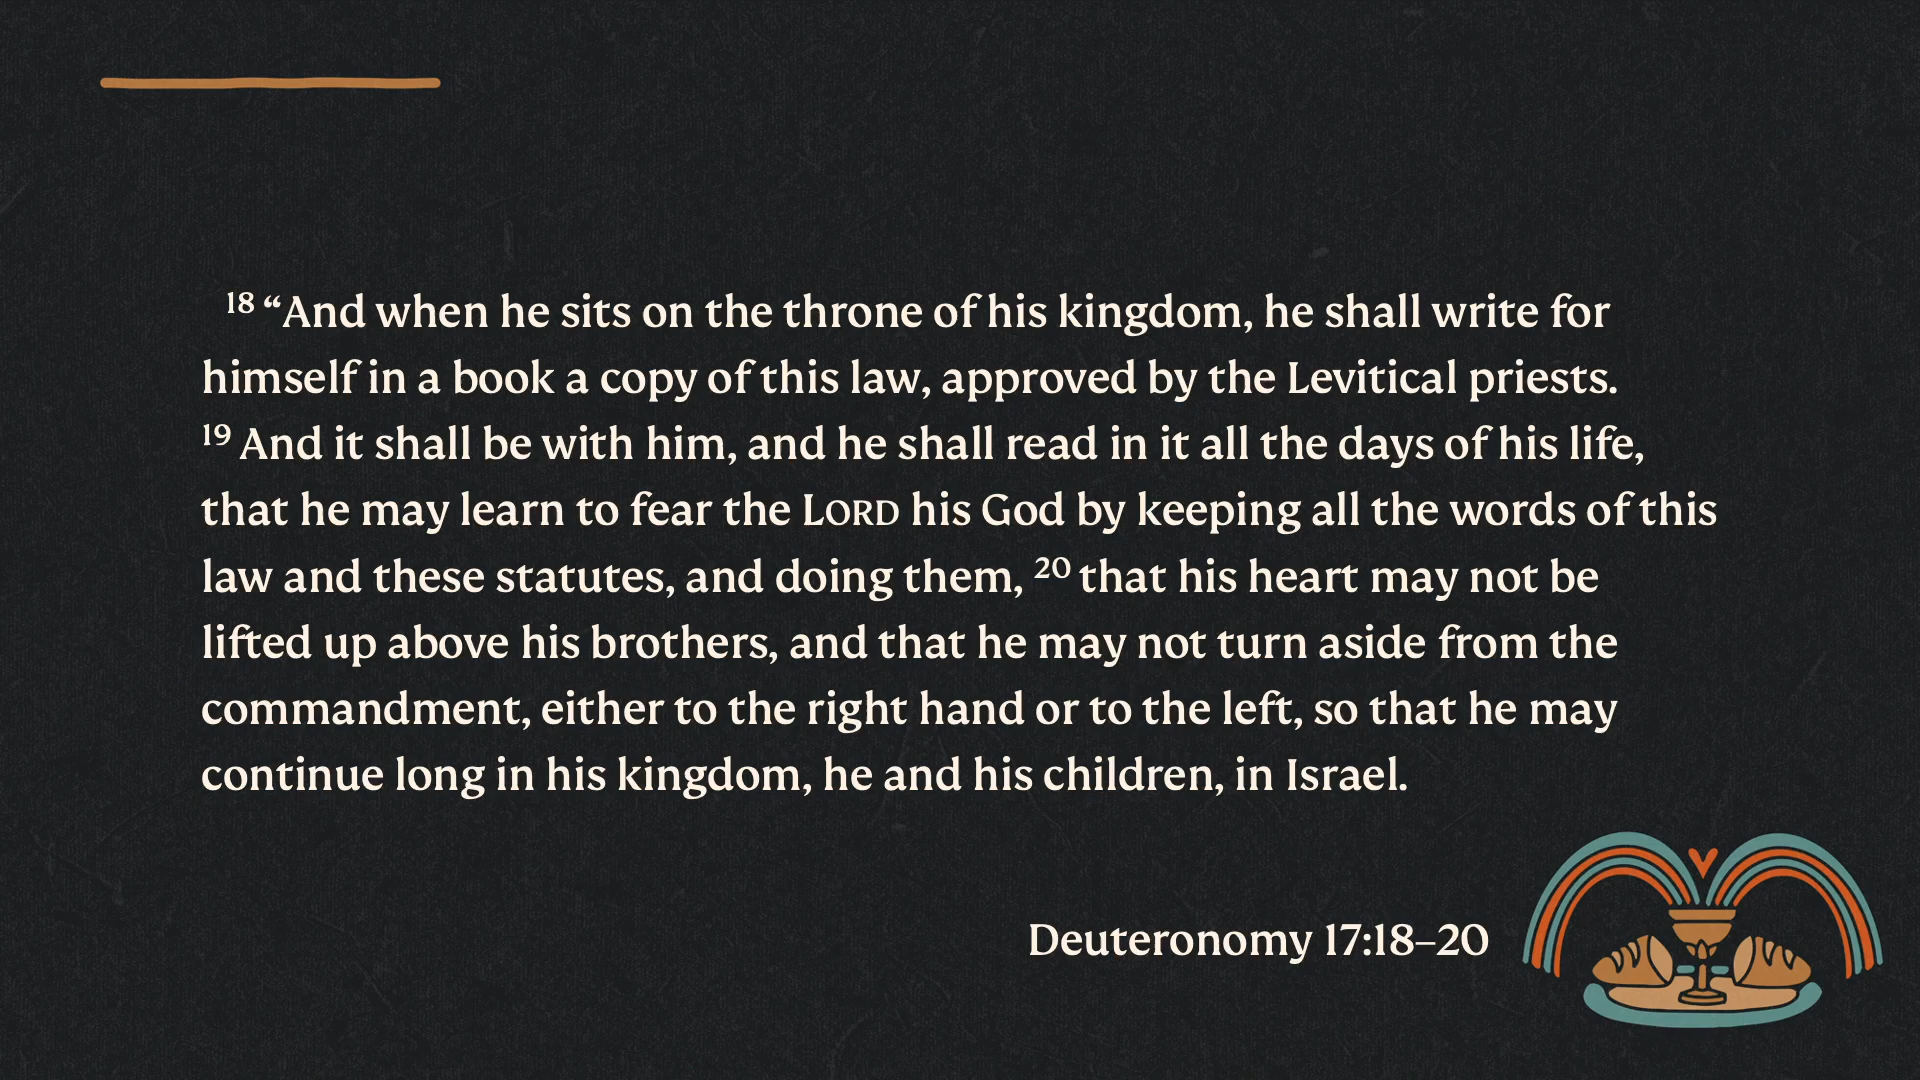 18 “And when he sits on the throne of his kingdom, he shall write for
himself in a book a copy of this law, approved by the Levitical priests.
19 And it shall be with him, and he shall read in it all the days of his life,
that he may learn to fear the LORD his God by keeping all the words of this
law and these statutes, and doing them, 20 that his heart may not be
lifted up above his brothers, and that he may not turn aside from the
commandment, either to the right hand or to the left, so that he may
continue long in his kingdom, he and his children, in Israel.
Deuteronomy 17:18–20